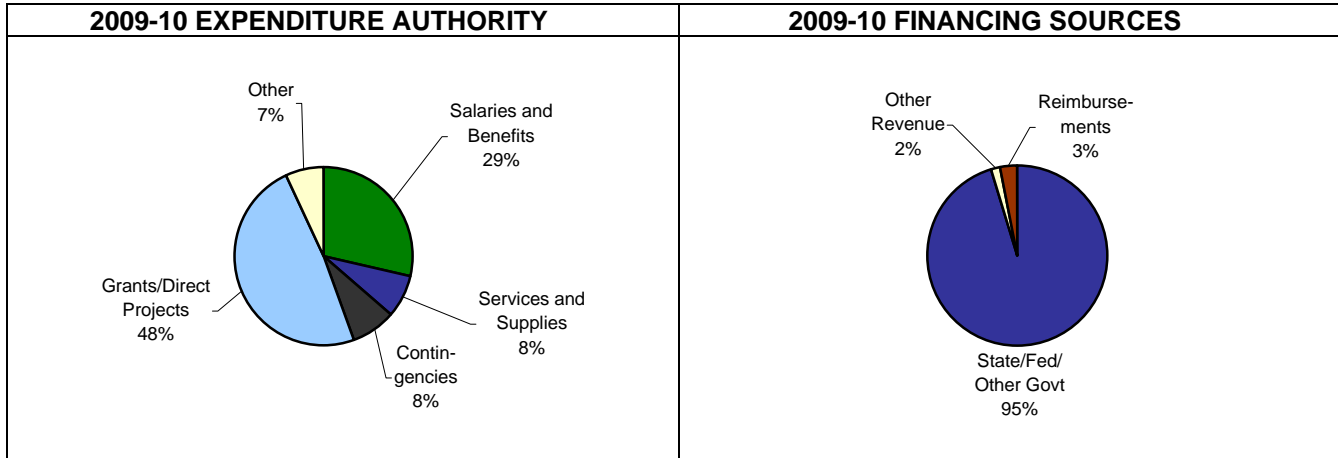 2009-10 EXPENDITURE AUTHORITY
Other
7%
Salaries and
Benefits
29%
Grants/Direct
Projects
48%
Services and
Supplies
8%
Contin-
gencies
8%
2009-10 FINANCING SOURCES
Other
Revenue
2%
Reimburse-
ments
3%
State/Fed/
Other Govt
95%